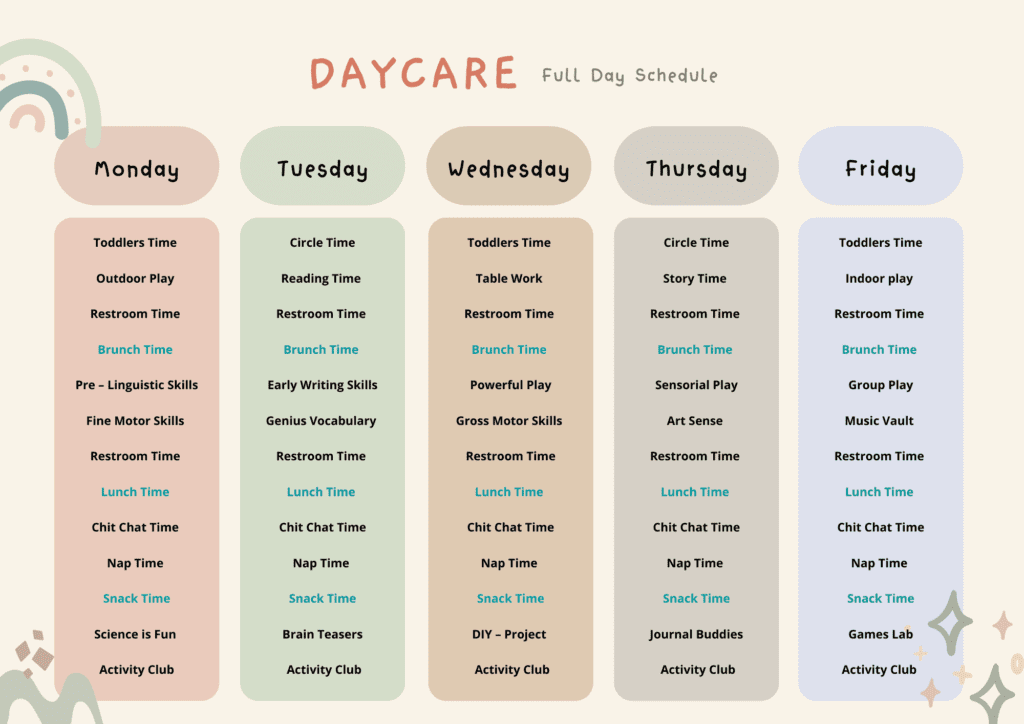 DAYCARE Full Day Schedule
Monday Tuesday Wednesday Thursday Friday
Toddlers Time Circle Time Toddlers Time Circle Time Toddlers Time
Outdoor Play Reading Time Table Work Story Time Indoor play
Restroom Time Restroom Time Restroom Time Restroom Time Restroom Time
Brunch Time Brunch Time Brunch Time Brunch Time Brunch Time
Pre – Linguistic Skills Early Writing Skills Powerful Play Sensorial Play Group Play
Fine Motor Skills Genius Vocabulary Gross Motor Skills Art Sense Music Vault
Restroom Time Restroom Time Restroom Time Restroom Time Restroom Time
Lunch Time Lunch Time Lunch Time Lunch Time Lunch Time
Chit Chat Time Chit Chat Time Chit Chat Time Chit Chat Time Chit Chat Time
Nap Time Nap Time Nap Time Nap Time Nap Time
Snack Time Snack Time Snack Time Snack Time Snack Time
Science is Fun Brain Teasers DIY – Project Journal Buddies Games Lab
Activity Club Activity Club Activity Club Activity Club Activity Club